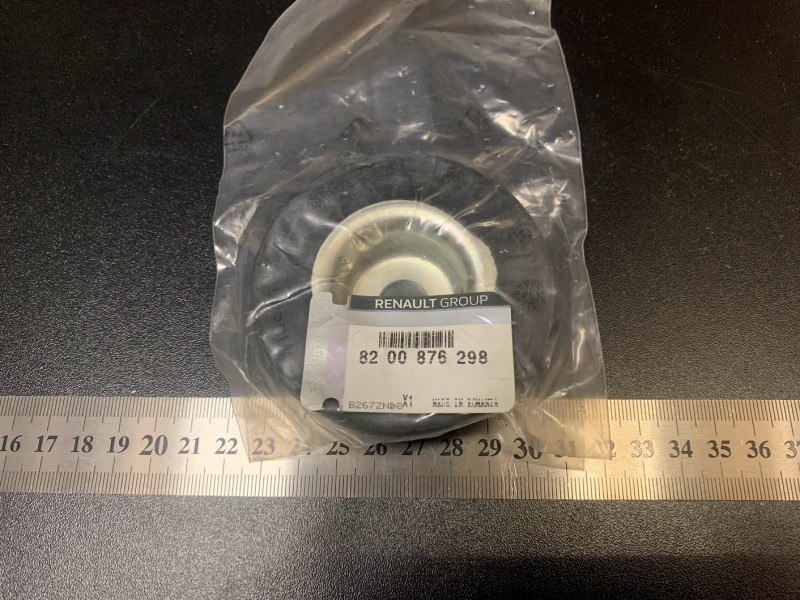 RENAULT GROUP
82 00 876 298
X1 MADE IN ROMANIA
16 17 18 19 20 21 22 23 24 25 26 27 28 29 30 31 32 33 34 35 36